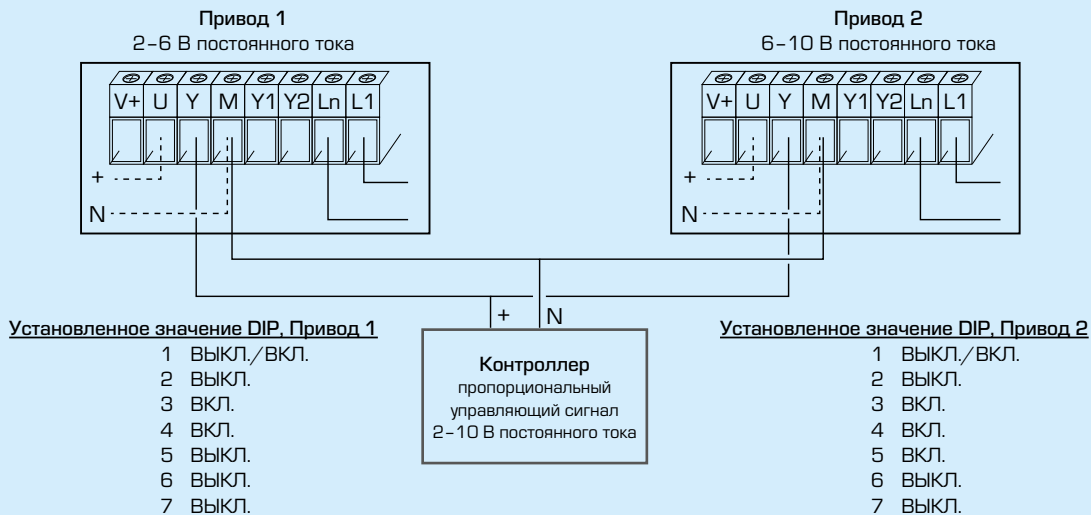 Привод 1
2–6 В постоянного тока
V+ U Y M Y1 Y2 Ln L1
+
N
Привод 2
6–10 В постоянного тока
V+ U Y M Y1 Y2 Ln L1
+
N
+ N
Контроллер
пропорциональный
управляющий сигнал
2–10 В постоянного тока
Установленное значение DIP, Привод 1
1 ВЫКЛ./ВКЛ.
2 ВЫКЛ.
3 ВКЛ.
4 ВКЛ.
5 ВЫКЛ.
6 ВЫКЛ.
7 ВЫКЛ.
Установленное значение DIP, Привод 2
1 ВЫКЛ./ВКЛ.
2 ВЫКЛ.
3 ВКЛ.
4 ВКЛ.
5 ВКЛ.
6 ВЫКЛ.
7 ВЫКЛ.